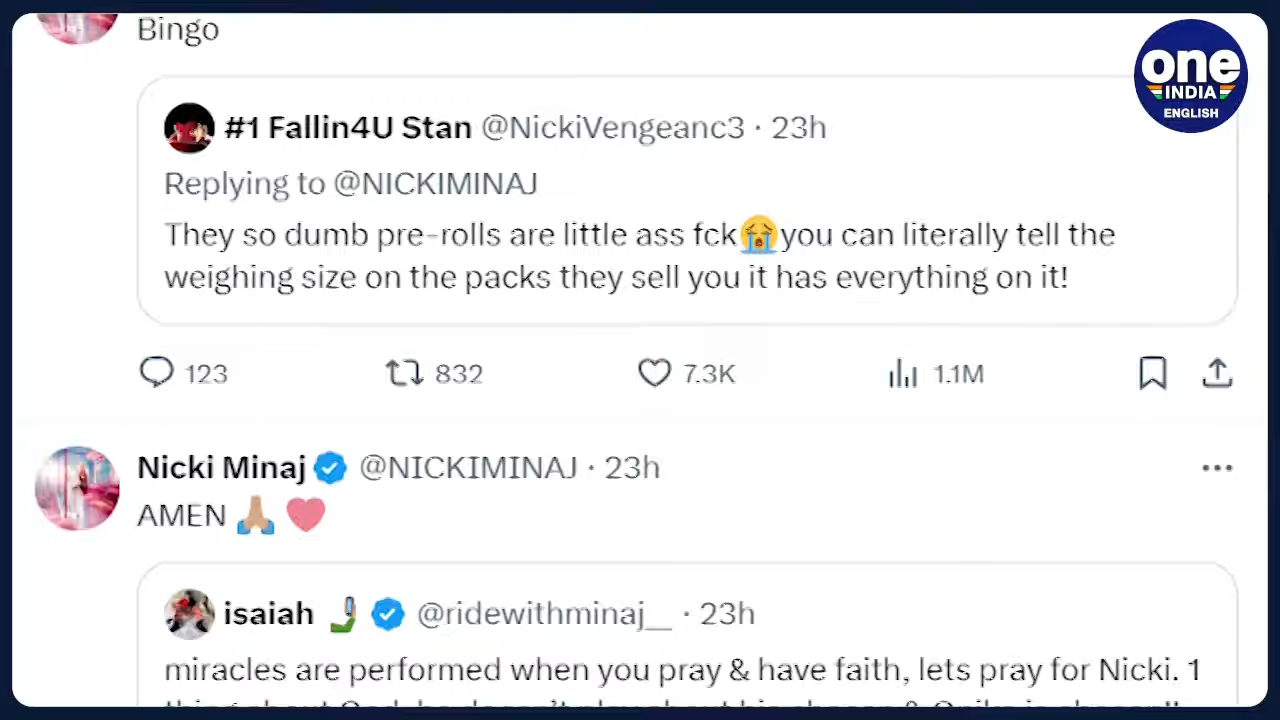 Bingo
one
INDIA
ENGLISH
#1 Fallin4U Stan @NickiVengeanc3 · 23h
Replying to @NICKIMINAJ
They so dumb pre-rolls are little ass fck😭you can literally tell the
weighing size on the packs they sell you it has everything on it!
123 832 7.3K 1.1M
Nicki Minaj @NICKIMINAJ · 23h
AMEN 🙏🏽 ❤️
isaiah 🤳 @ridewithminaj__ · 23h
miracles are performed when you pray & have faith, lets pray for Nicki. 1